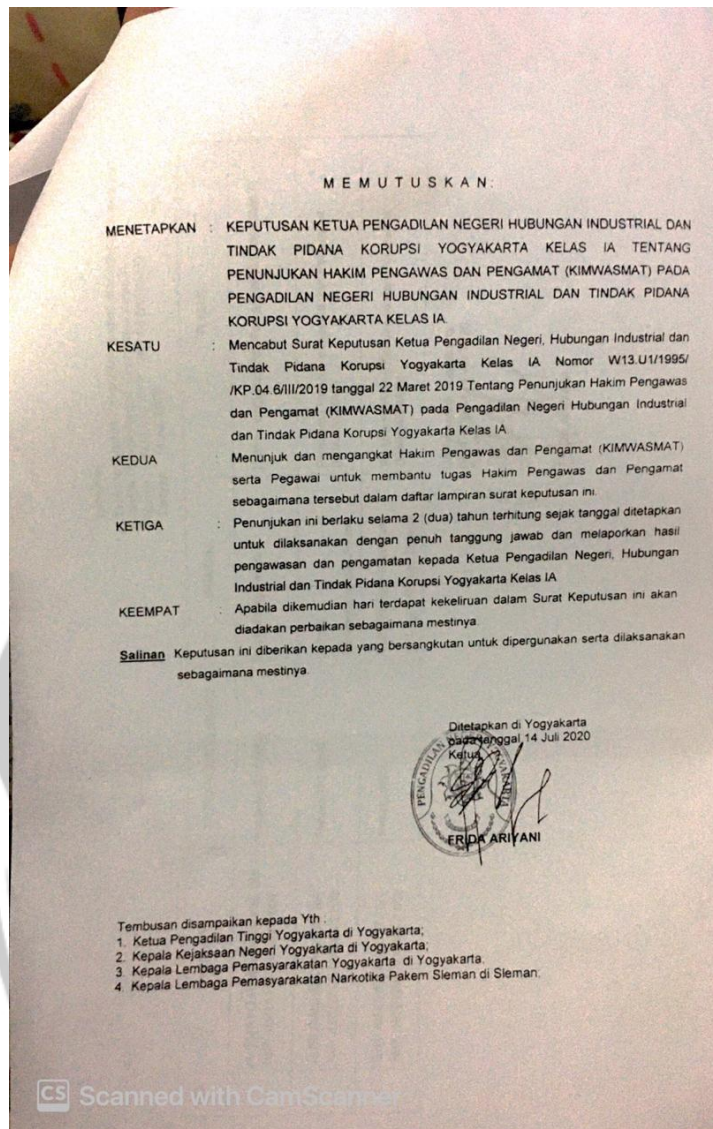 M E M U T U S K A N :
MENETAPKAN : KEPUTUSAN KETUA PENGADILAN NEGERI HUBUNGAN INDUSTRIAL DAN
TINDAK PIDANA KORUPSI YOGYAKARTA KELAS IA TENTANG
PENUNJUKAN HAKIM PENGAWAS DAN PENGAMAT (KIMWASMAT) PADA
PENGADILAN NEGERI HUBUNGAN INDUSTRIAL DAN TINDAK PIDANA
KORUPSI YOGYAKARTA KELAS IA.
KESATU : Mencabut Surat Keputusan Ketua Pengadilan Negeri, Hubungan Industrial dan
Tindak Pidana Korupsi Yogyakarta Kelas IA Nomor W13.U1/1995/
/KP.04.6/III/2019 tanggal 22 Maret 2019 Tentang Penunjukan Hakim Pengawas
dan Pengamat (KIMWASMAT) pada Pengadilan Negeri Hubungan Industrial
dan Tindak Pidana Korupsi Yogyakarta Kelas IA
KEDUA : Menunjuk dan mengangkat Hakim Pengawas dan Pengamat (KIMWASMAT)
serta Pegawai untuk membantu tugas Hakim Pengawas dan Pengamat
sebagaimana tersebut dalam daftar lampiran surat keputusan ini.
KETIGA : Penunjukan ini berlaku selama 2 (dua) tahun terhitung sejak tanggal ditetapkan
untuk dilaksanakan dengan penuh tanggung jawab dan melaporkan hasil
pengawasan dan pengamatan kepada Ketua Pengadilan Negeri, Hubungan
Industrial dan Tindak Pidana Korupsi Yogyakarta Kelas IA
KEEMPAT : Apabila dikemudian hari terdapat kekeliruan dalam Surat Keputusan ini akan
diadakan perbaikan sebagaimana mestinya.
Salinan Keputusan ini diberikan kepada yang bersangkutan untuk dipergunakan serta dilaksanakan
sebagaimana mestinya.
Ditetapkan di Yogyakarta
pada tanggal 14 Juli 2020
Ketua
PENGADILAN YAKARTA
FRIDA ARIYANI
Tembusan disampaikan kepada Yth :
1. Ketua Pengadilan Tinggi Yogyakarta di Yogyakarta;
2. Kepala Kejaksaan Negeri Yogyakarta di Yogyakarta;
3. Kepala Lembaga Pemasyarakatan Yogyakarta di Yogyakarta;
4. Kepala Lembaga Pemasyarakatan Narkotika Pakem Sleman di Sleman;
CS Scanned with CamScanner